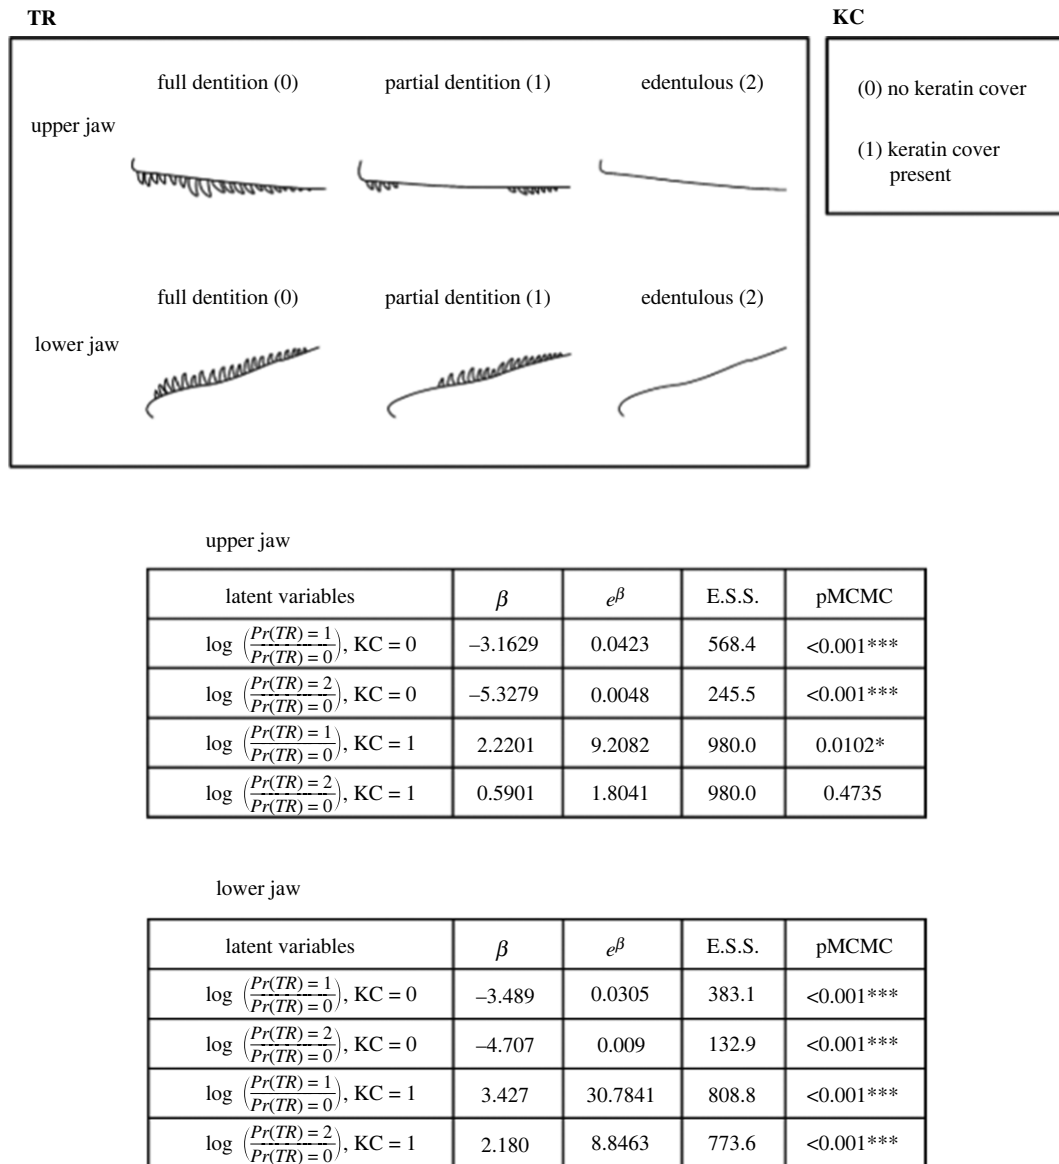 TR
KC
full dentition (0) partial dentition (1) edentulous (2)
upper jaw
(0) no keratin cover
(1) keratin cover
present
full dentition (0) partial dentition (1) edentulous (2)
lower jaw
upper jaw
latent variables β e^β E.S.S. pMCMC
log (Pr(TR) = 1 / Pr(TR) = 0), KC = 0 –3.1629 0.0423 568.4 <0.001***
log (Pr(TR) = 2 / Pr(TR) = 0), KC = 0 –5.3279 0.0048 245.5 <0.001***
log (Pr(TR) = 1 / Pr(TR) = 0), KC = 1 2.2201 9.2082 980.0 0.0102*
log (Pr(TR) = 2 / Pr(TR) = 0), KC = 1 0.5901 1.8041 980.0 0.4735
lower jaw
latent variables β e^β E.S.S. pMCMC
log (Pr(TR) = 1 / Pr(TR) = 0), KC = 0 –3.489 0.0305 383.1 <0.001***
log (Pr(TR) = 2 / Pr(TR) = 0), KC = 0 –4.707 0.009 132.9 <0.001***
log (Pr(TR) = 1 / Pr(TR) = 0), KC = 1 3.427 30.7841 808.8 <0.001***
log (Pr(TR) = 2 / Pr(TR) = 0), KC = 1 2.180 8.8463 773.6 <0.001***